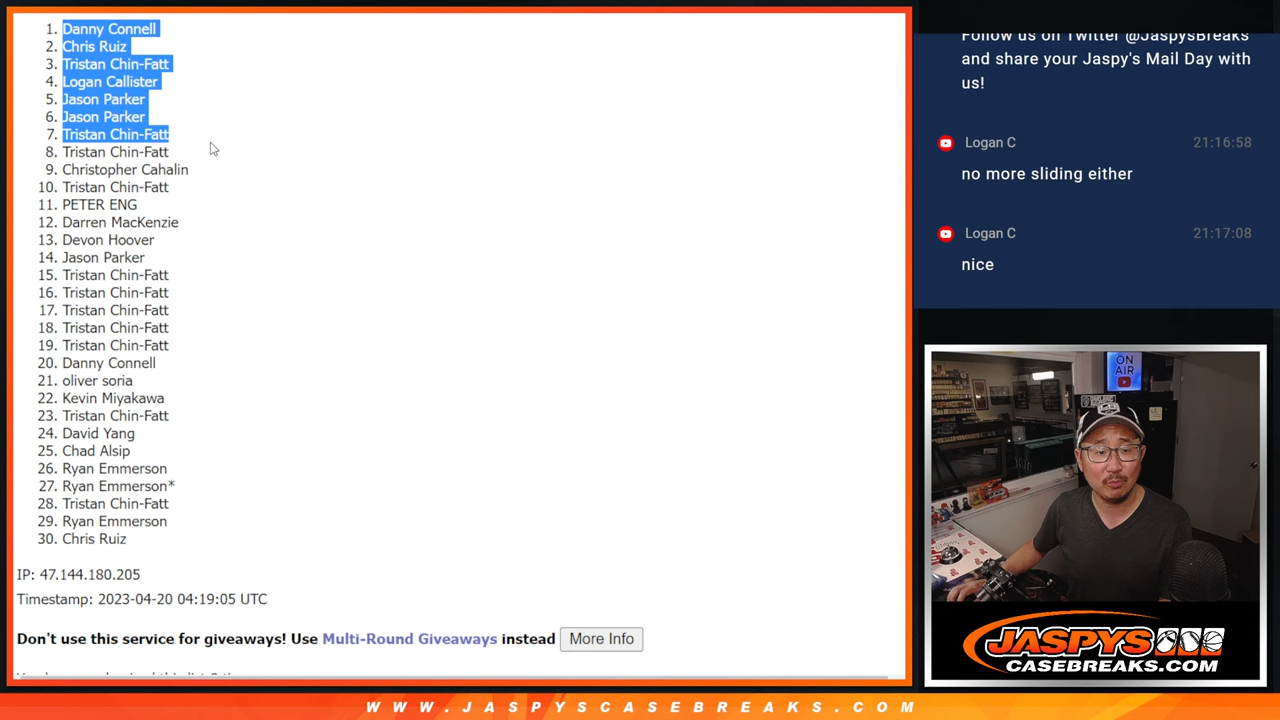 1. Danny Connell
2. Chris Ruiz
3. Tristan Chin-Fatt
4. Logan Callister
5. Jason Parker
6. Jason Parker
7. Tristan Chin-Fatt
8. Tristan Chin-Fatt
9. Christopher Cahalin
10. Tristan Chin-Fatt
11. PETER ENG
12. Darren MacKenzie
13. Devon Hoover
14. Jason Parker
15. Tristan Chin-Fatt
16. Tristan Chin-Fatt
17. Tristan Chin-Fatt
18. Tristan Chin-Fatt
19. Tristan Chin-Fatt
20. Danny Connell
21. oliver soria
22. Kevin Miyakawa
23. Tristan Chin-Fatt
24. David Yang
25. Chad Alsip
26. Ryan Emmerson
27. Ryan Emmerson*
28. Tristan Chin-Fatt
29. Ryan Emmerson
30. Chris Ruiz
IP: 47.144.180.205
Timestamp: 2023-04-20 04:19:05 UTC
Don't use this service for giveaways! Use Multi-Round Giveaways instead More Info
Follow us on Twitter @JaspysBreaks
and share your Jaspy's Mail Day with
us!
Logan C 21:16:58
no more sliding either
Logan C 21:17:08
nice
ON
AIR
JASPYS
CASEBREAKS.COM
WWW.JASPYSCASEBREAKS.COM